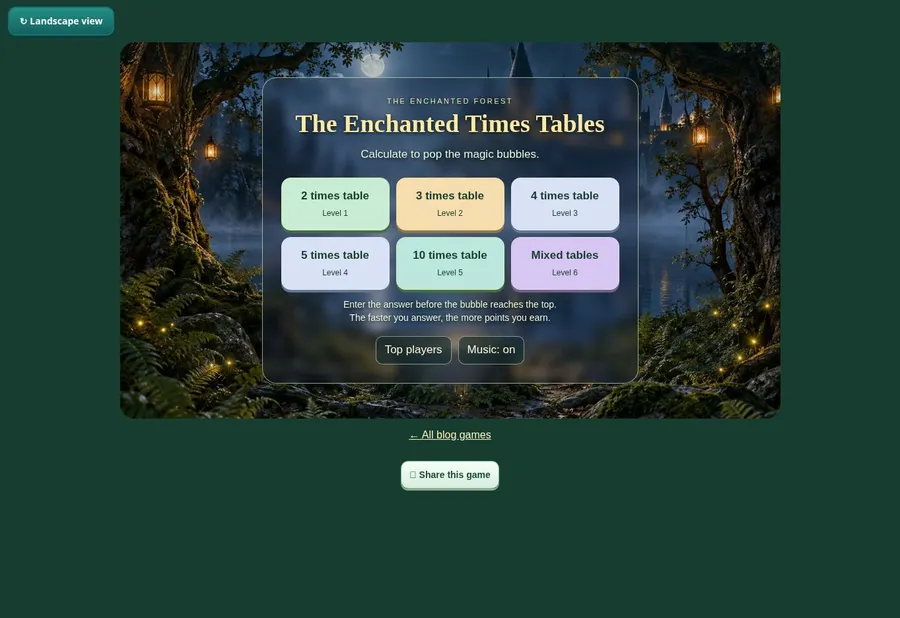 ↻ Landscape view
THE ENCHANTED FOREST
The Enchanted Times Tables
Calculate to pop the magic bubbles.
2 times table
Level 1
3 times table
Level 2
4 times table
Level 3
5 times table
Level 4
10 times table
Level 5
Mixed tables
Level 6
Enter the answer before the bubble reaches the top.
The faster you answer, the more points you earn.
Top players
Music: on
← All blog games
Share this game